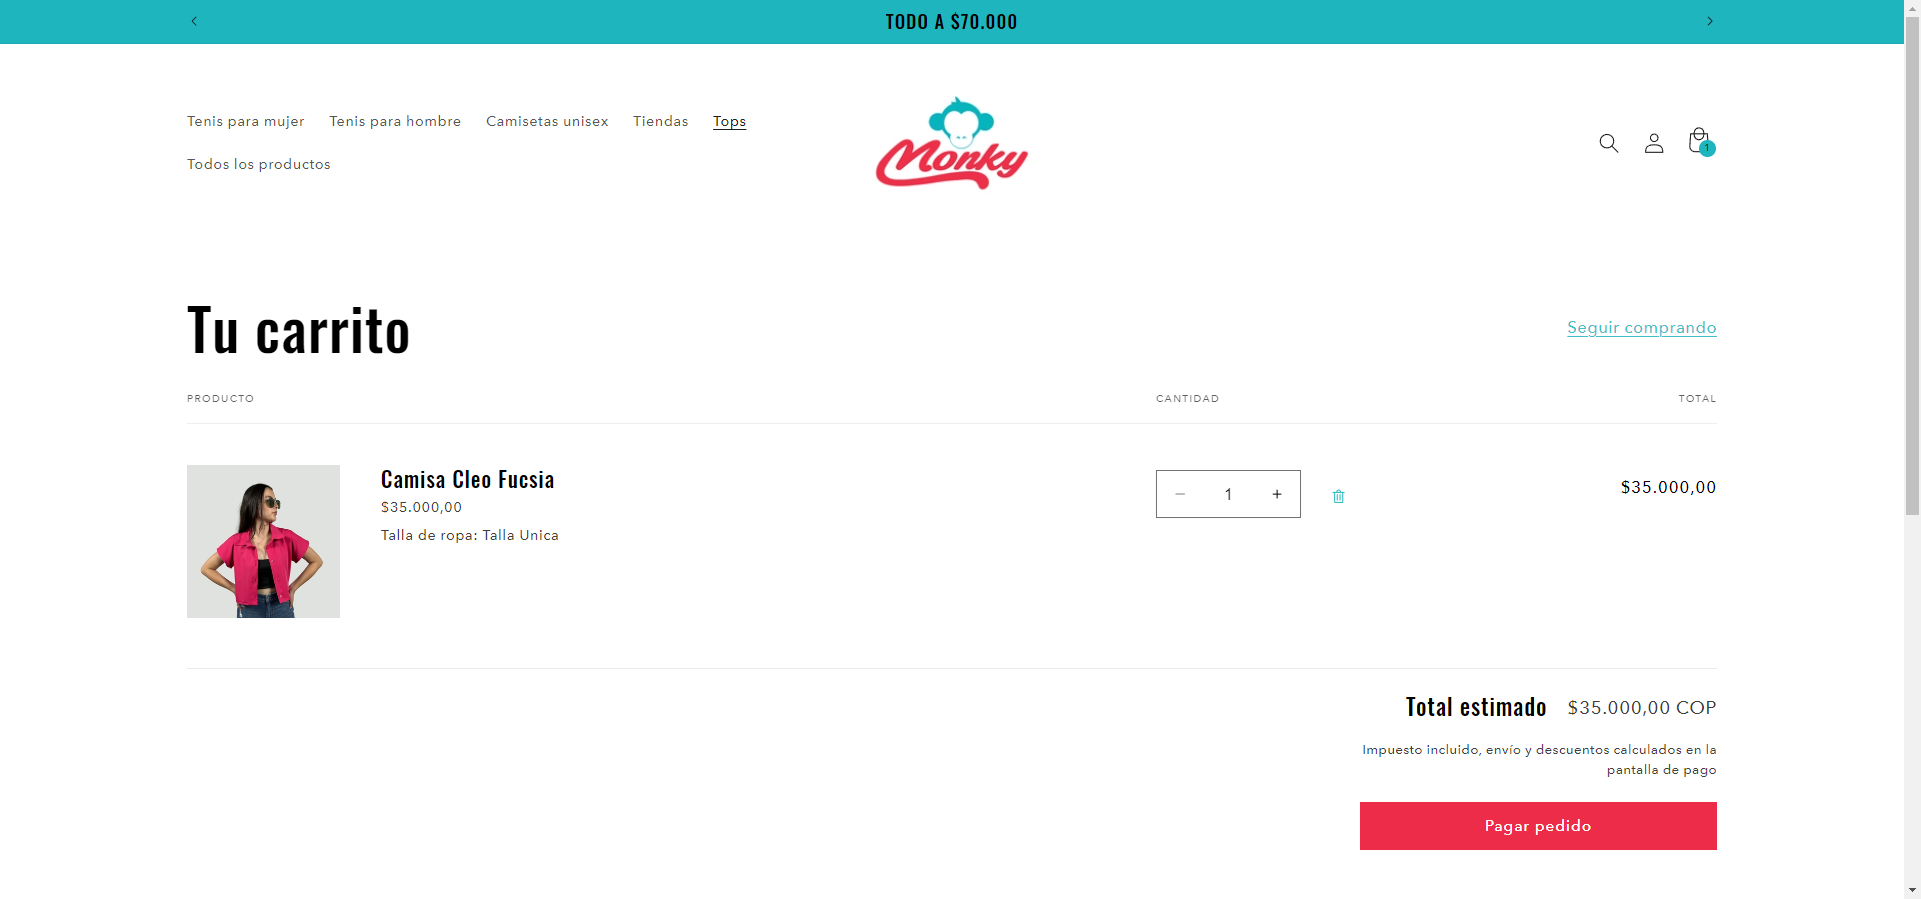 TODO A $70.000
Tenis para mujer
Tenis para hombre
Camisetas unisex
Tiendas
Tops
Todos los productos
Monky
1
Tu carrito
Seguir comprando
PRODUCTO
CANTIDAD
TOTAL
Camisa Cleo Fucsia
$35.000,00
Talla de ropa: Talla Unica
− 1 +
$35.000,00
Total estimado $35.000,00 COP
Impuesto incluido, envío y descuentos calculados en la
pantalla de pago
Pagar pedido